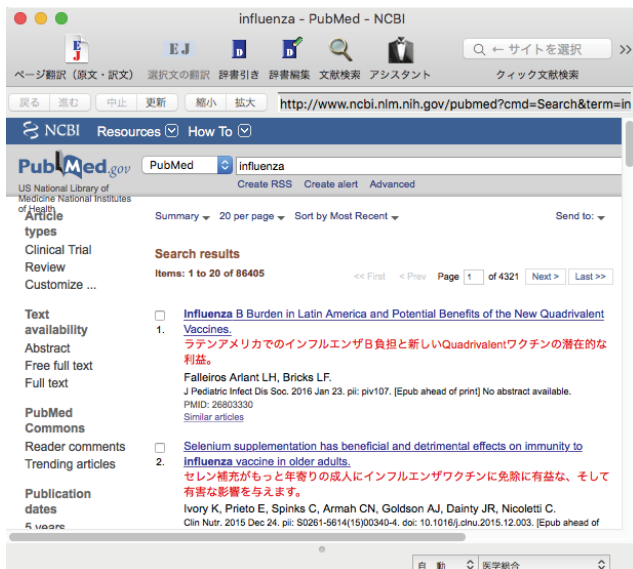 influenza - PubMed - NCBI
ページ翻訳（原文・訳文） 選択文の翻訳 辞書引き 辞書編集 文献検索 アシスタント
Q ← サイトを選択 >>
クイック文献検索
戻る 進む 中止 更新 縮小 拡大 http://www.ncbi.nlm.nih.gov/pubmed?cmd=Search&term=in
NCBI Resources How To
PubMed.gov PubMed influenza
US National Library of
Medicine National Institutes
of Health
Create RSS Create alert Advanced
Article
types
Clinical Trial
Review
Customize ...
Text
availability
Abstract
Free full text
Full text
PubMed
Commons
Reader comments
Trending articles
Publication
dates
5 years
Summary 20 per page Sort by Most Recent Send to:
Search results
Items: 1 to 20 of 86405 << First < Prev Page 1 of 4321 Next > Last >>
1. Influenza B Burden in Latin America and Potential Benefits of the New Quadrivalent
Vaccines.
ラテンアメリカでのインフルエンザＢ負担と新しいQuadrivalentワクチンの潜在的な
利益。
Falleiros Arlant LH, Bricks LF.
J Pediatric Infect Dis Soc. 2016 Jan 23. pii: piv107. [Epub ahead of print] No abstract available.
PMID: 26803330
Similar articles
2. Selenium supplementation has beneficial and detrimental effects on immunity to
influenza vaccine in older adults.
セレン補充がもっと年寄りの成人にインフルエンザワクチンに免除に有益な、そして
有害な影響を与えます。
Ivory K, Prieto E, Spinks C, Armah CN, Goldson AJ, Dainty JR, Nicoletti C.
Clin Nutr. 2015 Dec 24. pii: S0261-5614(15)00340-4. doi: 10.1016/j.clnu.2015.12.003. [Epub ahead of
自 動 医学総合